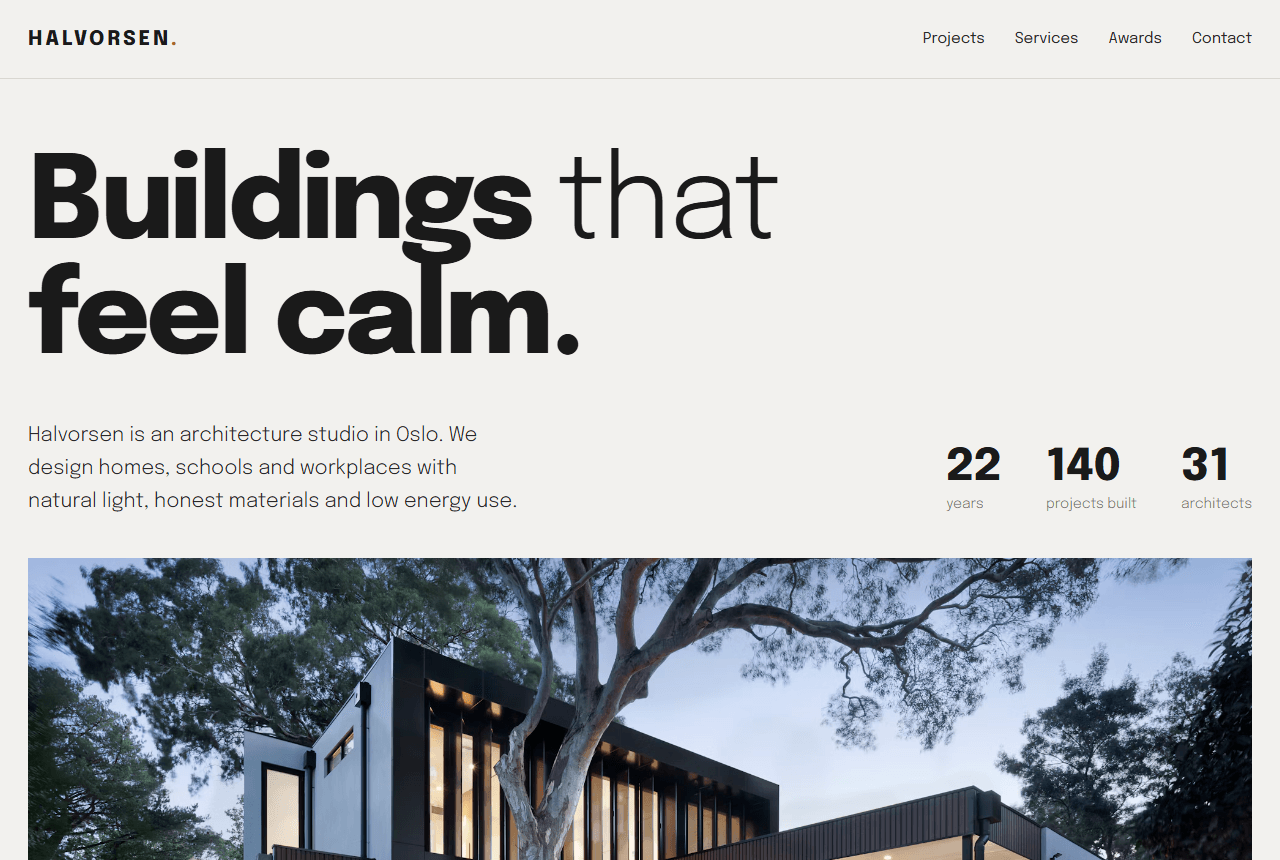 HALVORSEN.
Projects Services Awards Contact
Buildings that
feel calm.
Halvorsen is an architecture studio in Oslo. We
design homes, schools and workplaces with
natural light, honest materials and low energy use.
22 140 31
years projects built architects